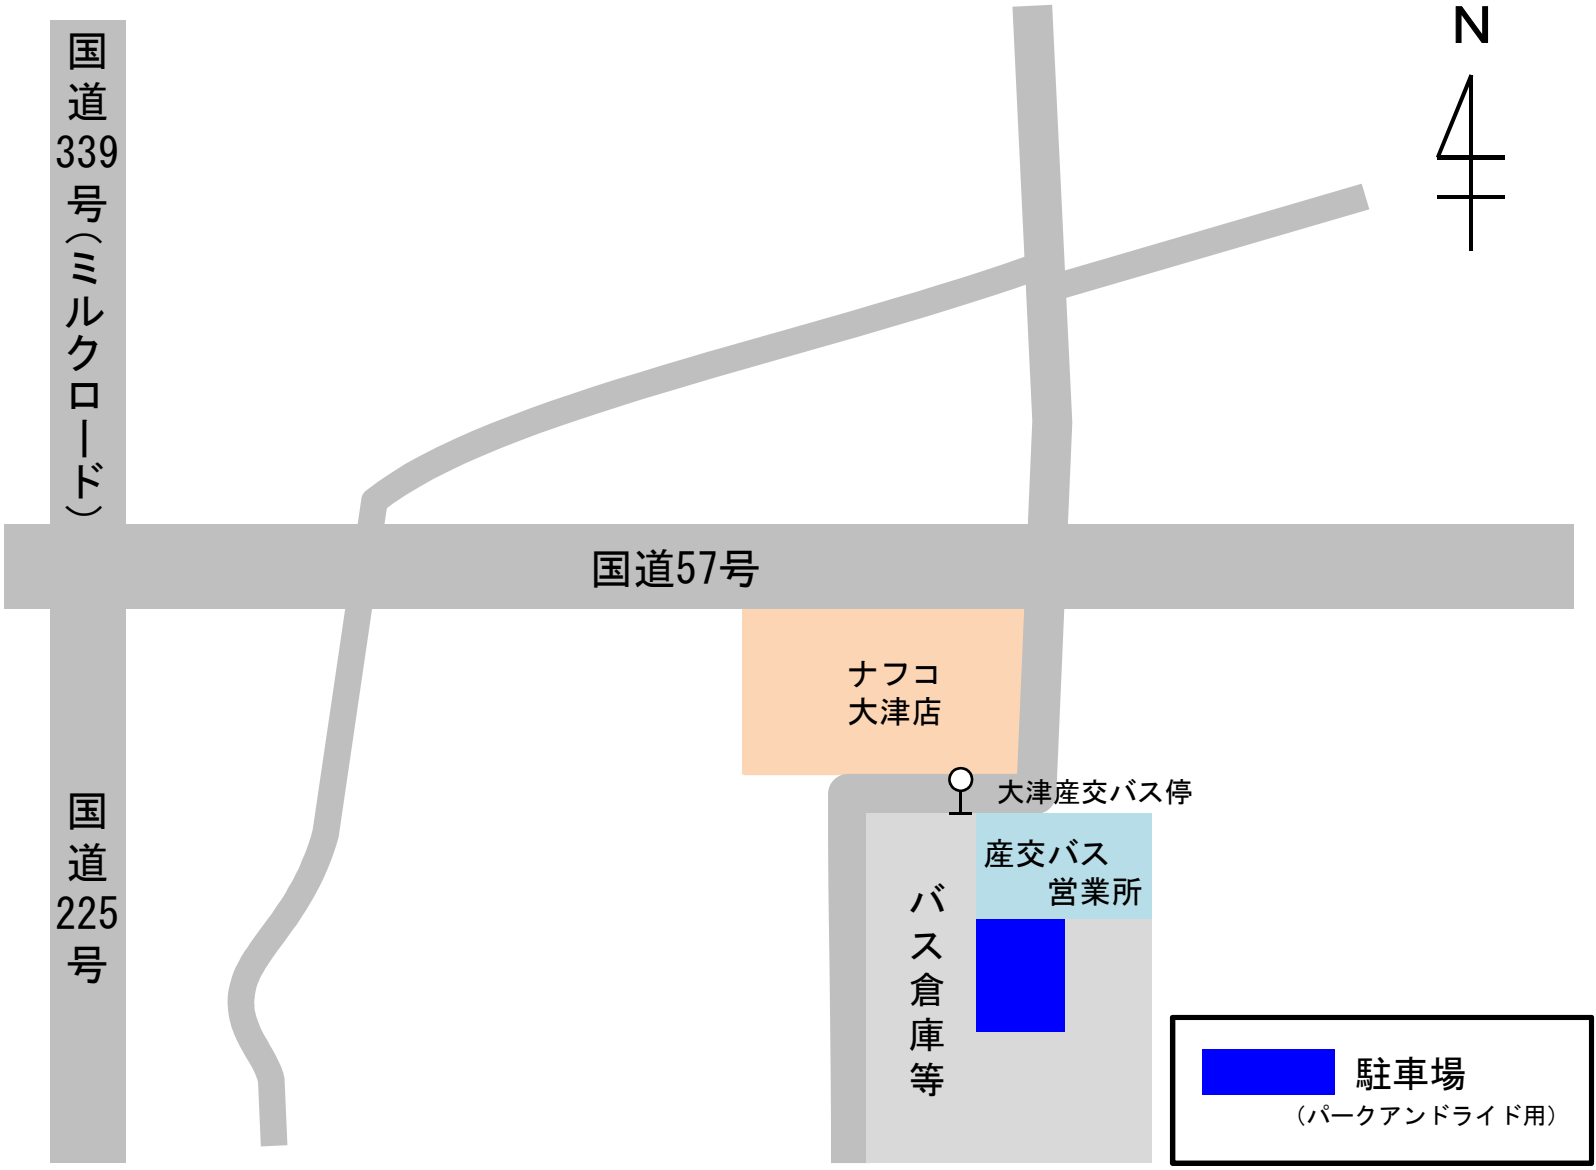 国道339号（ミルクロード）
N
国道57号
ナフコ
大津店
大津産交バス停
産交バス
営業所
国道225号
バス倉庫等
駐車場
（パークアンドライド用）